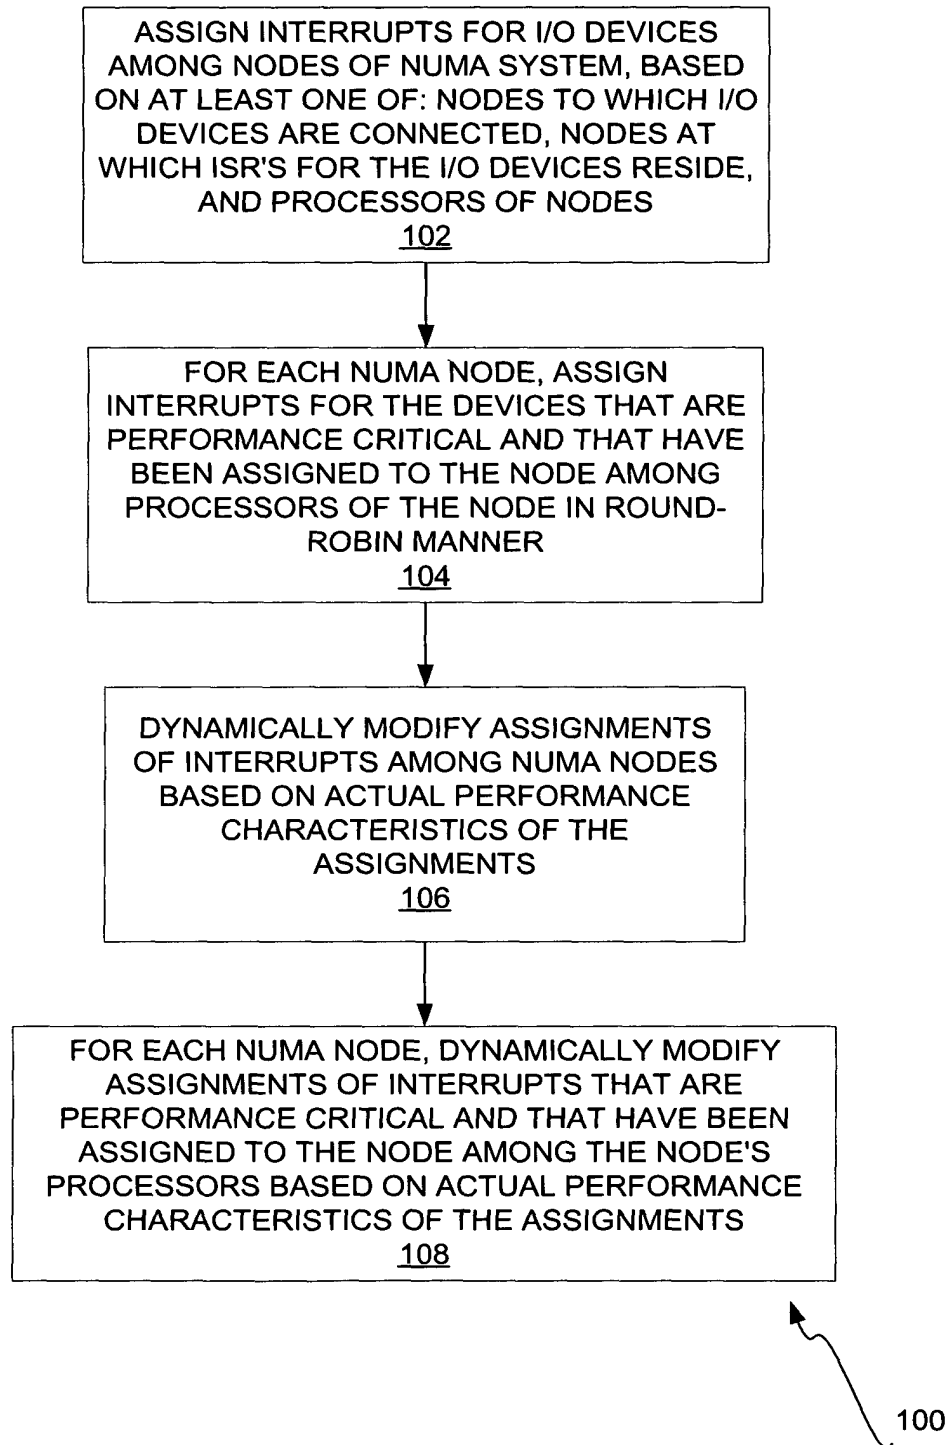 ASSIGN INTERRUPTS FOR I/O DEVICES
AMONG NODES OF NUMA SYSTEM, BASED
ON AT LEAST ONE OF: NODES TO WHICH I/O
DEVICES ARE CONNECTED, NODES AT
WHICH ISR'S FOR THE I/O DEVICES RESIDE,
AND PROCESSORS OF NODES
102
FOR EACH NUMA NODE, ASSIGN
INTERRUPTS FOR THE DEVICES THAT ARE
PERFORMANCE CRITICAL AND THAT HAVE
BEEN ASSIGNED TO THE NODE AMONG
PROCESSORS OF THE NODE IN ROUND-
ROBIN MANNER
104
DYNAMICALLY MODIFY ASSIGNMENTS
OF INTERRUPTS AMONG NUMA NODES
BASED ON ACTUAL PERFORMANCE
CHARACTERISTICS OF THE
ASSIGNMENTS
106
FOR EACH NUMA NODE, DYNAMICALLY MODIFY
ASSIGNMENTS OF INTERRUPTS THAT ARE
PERFORMANCE CRITICAL AND THAT HAVE BEEN
ASSIGNED TO THE NODE AMONG THE NODE'S
PROCESSORS BASED ON ACTUAL PERFORMANCE
CHARACTERISTICS OF THE ASSIGNMENTS
108
100